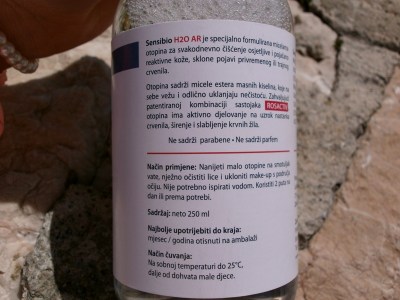 Sensibio H2O AR je specijalno formulirana micelarna
otopina za svakodnevno čišćenje osjetljive i pojačano
reaktivne kože, sklone pojavi privremenog ili trajnog
crvenila.
Otopina sadrži micele estera masnih kiselina, koje na
sebe vežu i odlično uklanjaju nečistoću. Zahvaljujući
patentiranoj kombinaciji sastojaka ROSACTIV
otopina ima aktivno djelovanje na uzrok nastanka
crvenila, širenje i slabljenje krvnih žila.
Ne sadrži parabene • Ne sadrži parfem
Način primjene: Nanijeti malo otopine na smotuljak
vate, nježno očistiti lice i ukloniti make-up s područja
očiju. Nije potrebno ispirati vodom. Koristiti 2 puta na
dan ili prema potrebi.
Sadržaj: neto 250 ml
Najbolje upotrijebiti do kraja:
mjesec / godina otisnuti na ambalaži
Način čuvanja:
Na sobnoj temperaturi do 25°C,
dalje od dohvata male djece.